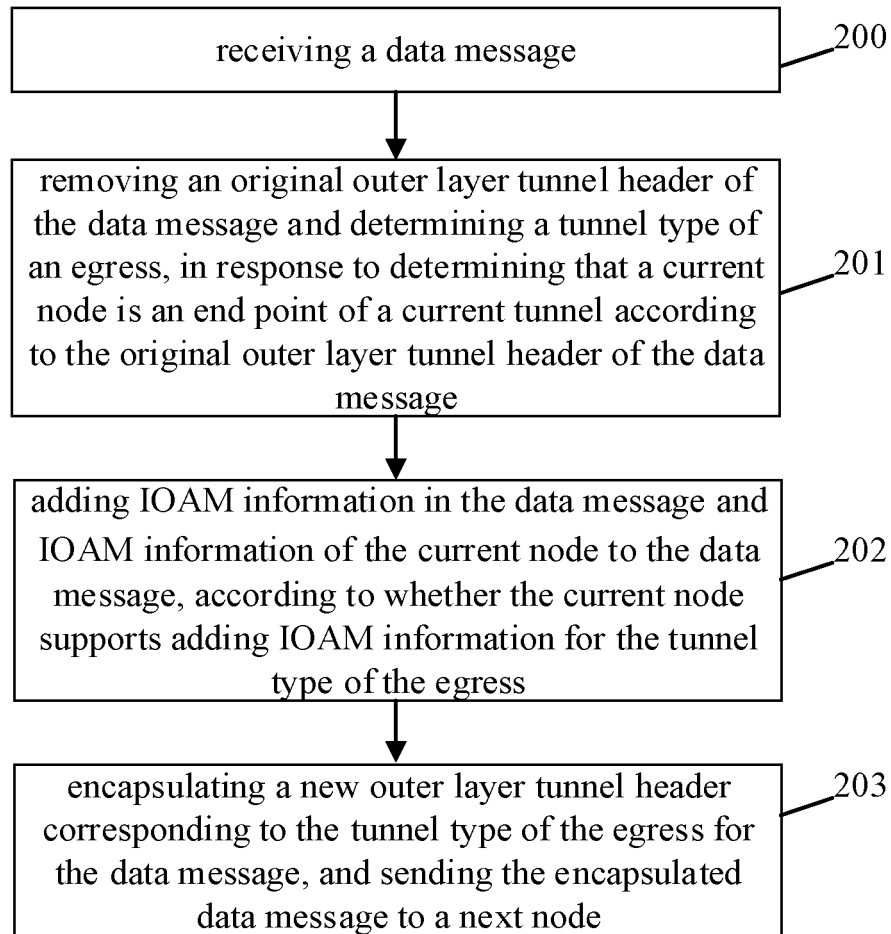 receiving a data message
200
removing an original outer layer tunnel header of
the data message and determining a tunnel type of
an egress, in response to determining that a current
node is an end point of a current tunnel according
to the original outer layer tunnel header of the data
message
201
adding IOAM information in the data message and
IOAM information of the current node to the data
message, according to whether the current node
supports adding IOAM information for the tunnel
type of the egress
202
encapsulating a new outer layer tunnel header
corresponding to the tunnel type of the egress for
the data message, and sending the encapsulated
data message to a next node
203